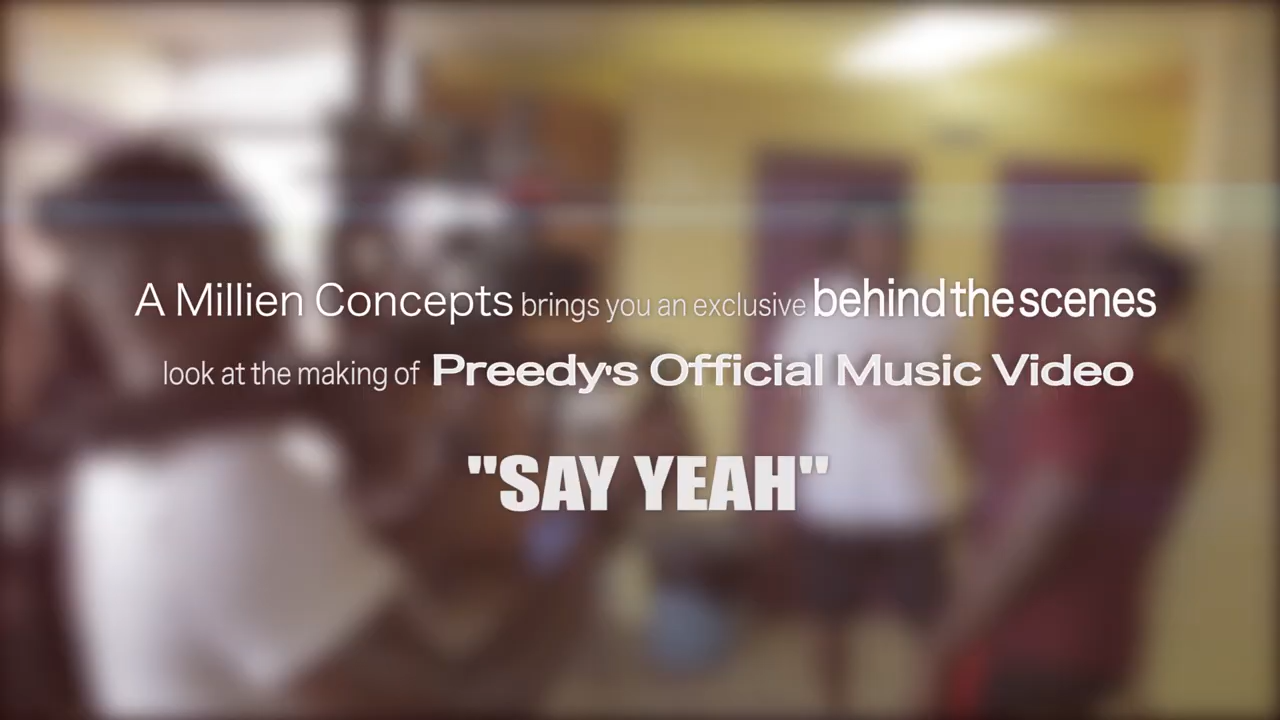 A Millien Concepts brings you an exclusive behind the scenes
look at the making of Preedy's Official Music Video
"SAY YEAH"